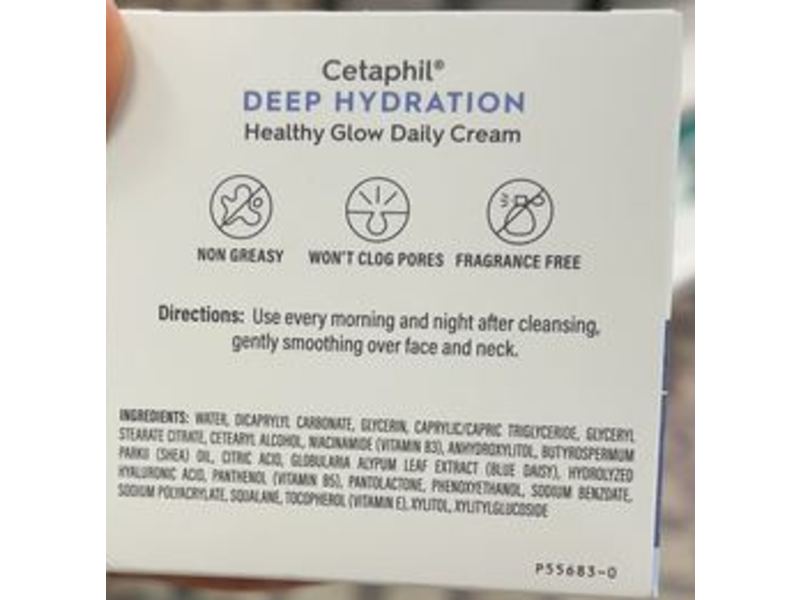 Cetaphil®
DEEP HYDRATION
Healthy Glow Daily Cream
NON GREASY
WON'T CLOG PORES
FRAGRANCE FREE
Directions: Use every morning and night after cleansing,
gently smoothing over face and neck.
INGREDIENTS: WATER, DICAPRYLYL CARBONATE, GLYCERIN, CAPRYLIC/CAPRIC TRIGLYCERIDE, GLYCERYL
STEARATE CITRATE, CETEARYL ALCOHOL, NIACINAMIDE (VITAMIN B3), ANHYDROXYLITOL, BUTYROSPERMUM
PARKII (SHEA) OIL, CITRIC ACID, GLOBULARIA ALYPUM LEAF EXTRACT (BLUE DAISY), HYDROLYZED
HYALURONIC ACID, PANTHENOL (VITAMIN B5), PANTOLACTONE, PHENOXYETHANOL, SODIUM BENZOATE,
SODIUM POLYACRYLATE, SQUALANE, TOCOPHEROL (VITAMIN E), XYLITOL, XYLITYLGLUCOSIDE
P55683-0